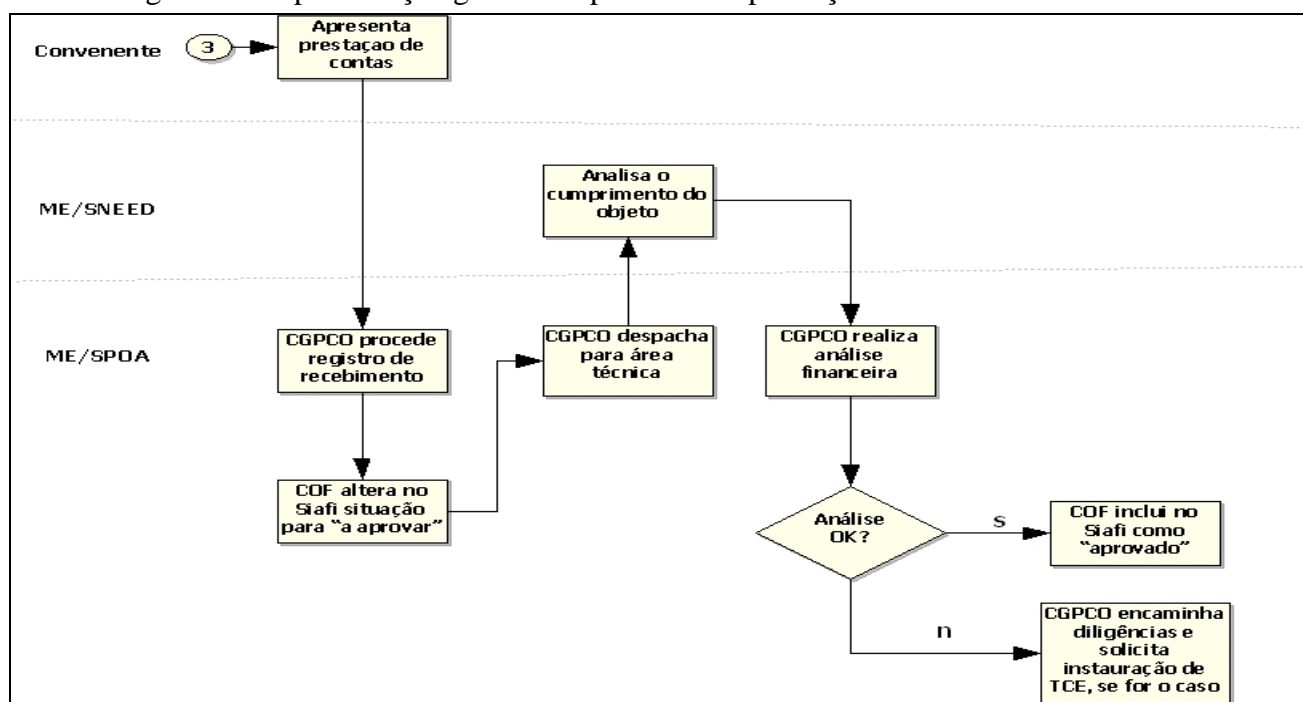 Convenente
3
Apresenta
prestaçao de
contas
ME/SNEED
Analisa o
cumprimento do
objeto
ME/SPOA
CGPCO procede
registro de
recebimento
CGPCO despacha
para área
técnica
CGPCO realiza
análise
financeira
COF altera no
Siafi situação
para “a aprovar”
Análise
OK?
s
COF inclui no
Siafi como
“aprovado”
n
CGPCO encaminha
diligências e
solicita
instauração de
TCE, se for o caso